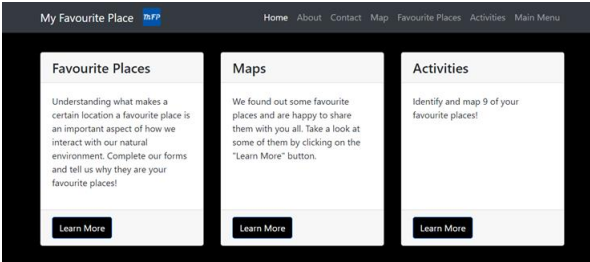 My Favourite Place MFP Home About Contact Map Favourite Places Activities Main Menu
Favourite Places
Understanding what makes a
certain location a favourite place is
an important aspect of how we
interact with our natural
environment. Complete our forms
and tell us why they are your
favourite places!
Learn More
Maps
We found out some favourite
places and are happy to share
them with you all. Take a look at
some of them by clicking on the
"Learn More" button.
Learn More
Activities
Identify and map 9 of your
favourite places!
Learn More